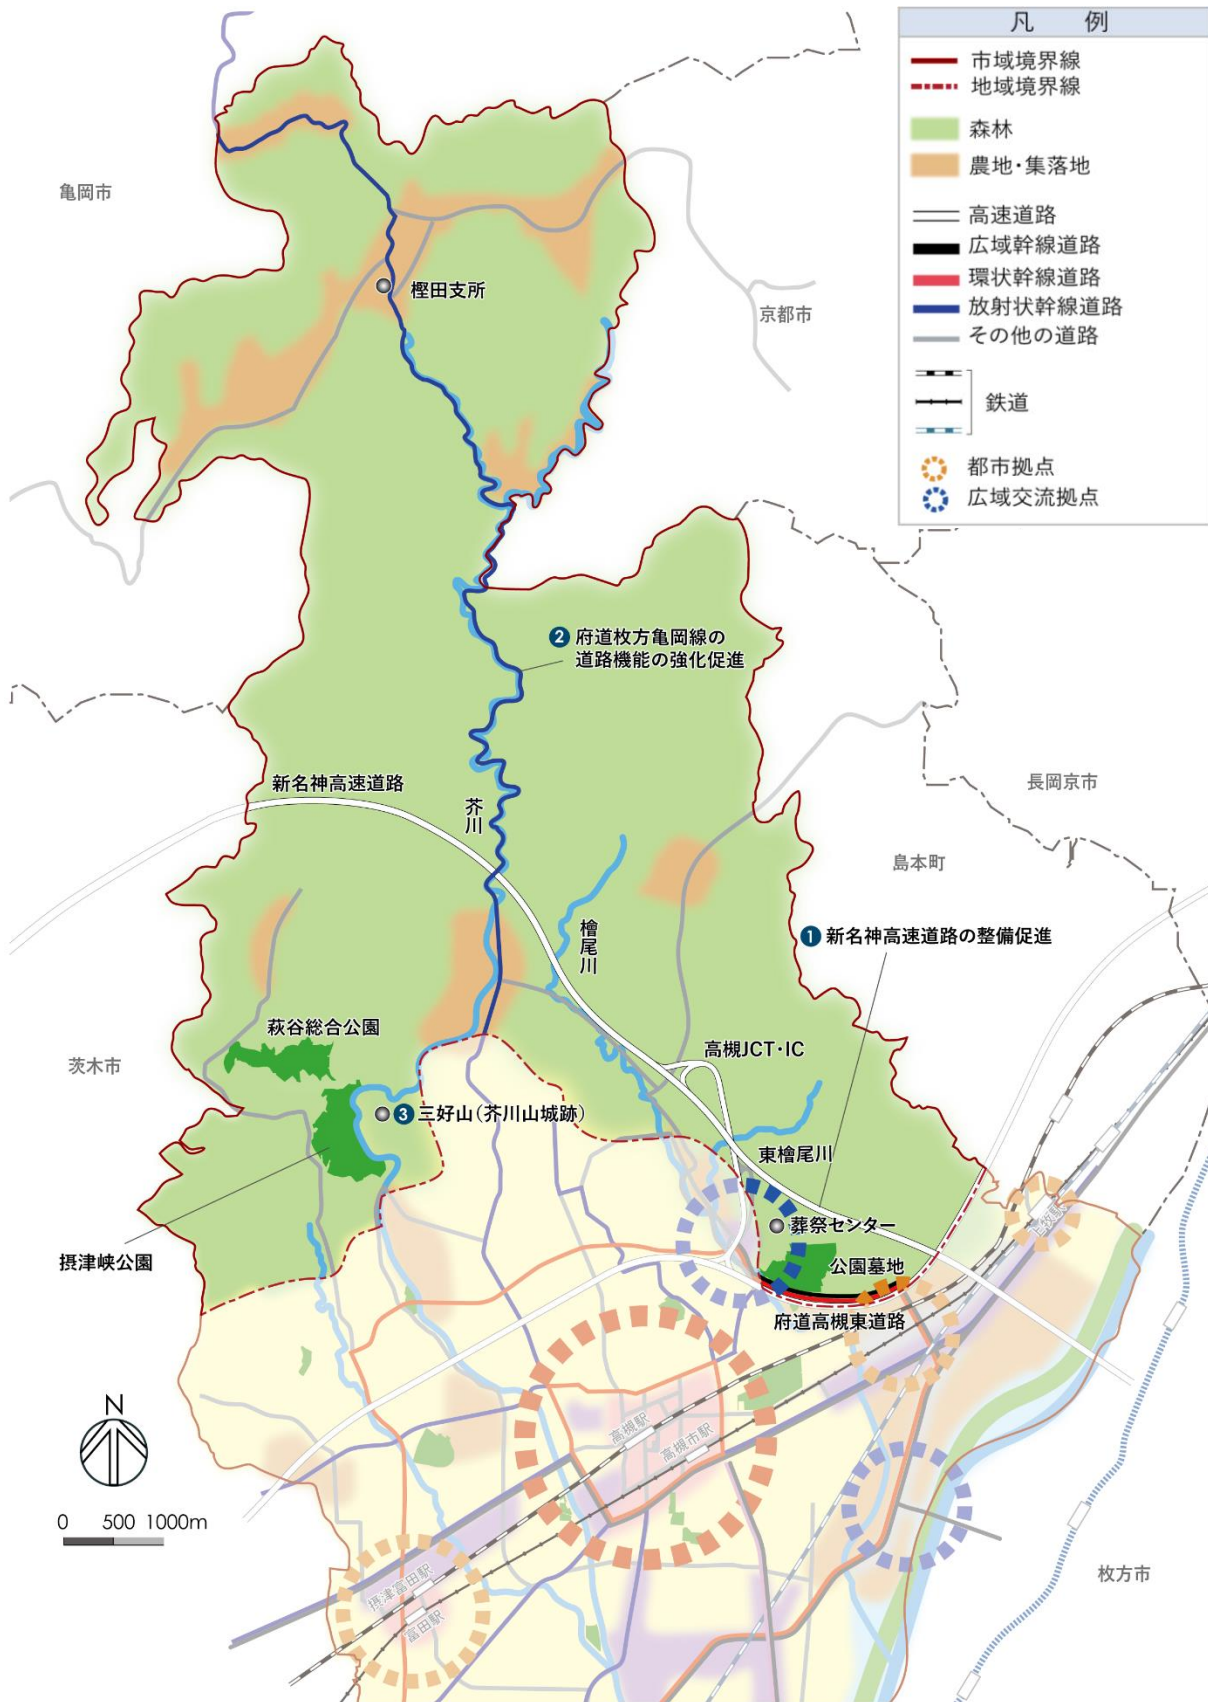 凡 例
市域境界線
地域境界線
森林
農地・集落地
高速道路
広域幹線道路
環状幹線道路
放射状幹線道路
その他の道路
鉄道
都市拠点
広域交流拠点
亀岡市
樫田支所
京都市
2 府道枚方亀岡線の
道路機能の強化促進
新名神高速道路
芥川
長岡京市
島本町
檜尾川
1 新名神高速道路の整備促進
萩谷総合公園
高槻JCT・IC
茨木市
3 三好山（芥川山城跡）
東檜尾川
葬祭センター
上牧駅
摂津峡公園
公園墓地
府道高槻東道路
N
高槻駅
高槻市駅
0 500 1000m
摂津富田駅
富田駅
枚方市